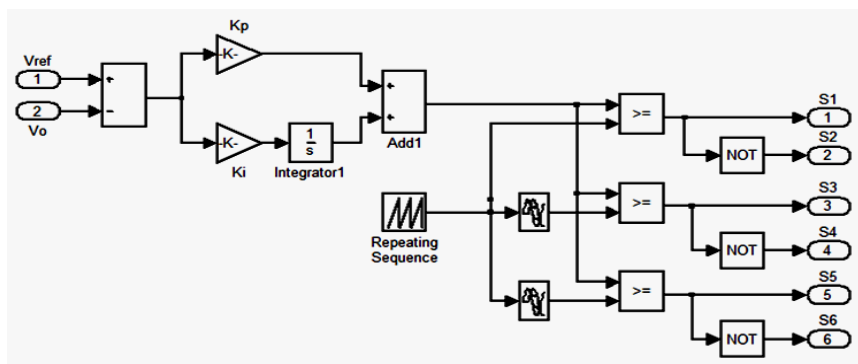 Kp
-K-
Vref
1
+
-
2
Vo
+
+
Add1
-K-
Ki
1
s
Integrator1
Repeating
Sequence
>=
S1
1
NOT
S2
2
>=
S3
3
NOT
S4
4
>=
S5
5
NOT
S6
6